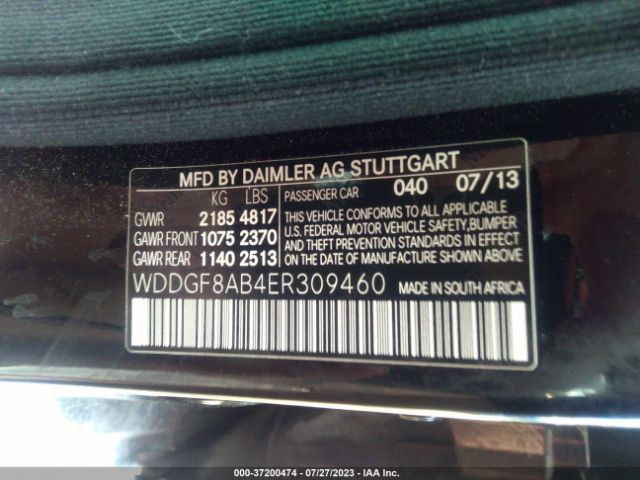 MFD BY DAIMLER AG STUTTGART
KG LBS
GVWR 2185 4817
GAWR FRONT 1075 2370
GAWR REAR 1140 2513
PASSENGER CAR 040 07/13
THIS VEHICLE CONFORMS TO ALL APPLICABLE
U.S. FEDERAL MOTOR VEHICLE SAFETY, BUMPER
AND THEFT PREVENTION STANDARDS IN EFFECT
ON DATE OF MANUFACTURE SHOWN ABOVE
WDDGF8AB4ER309460 MADE IN SOUTH AFRICA
000-37200474 - 07/27/2023 - IAA Inc.